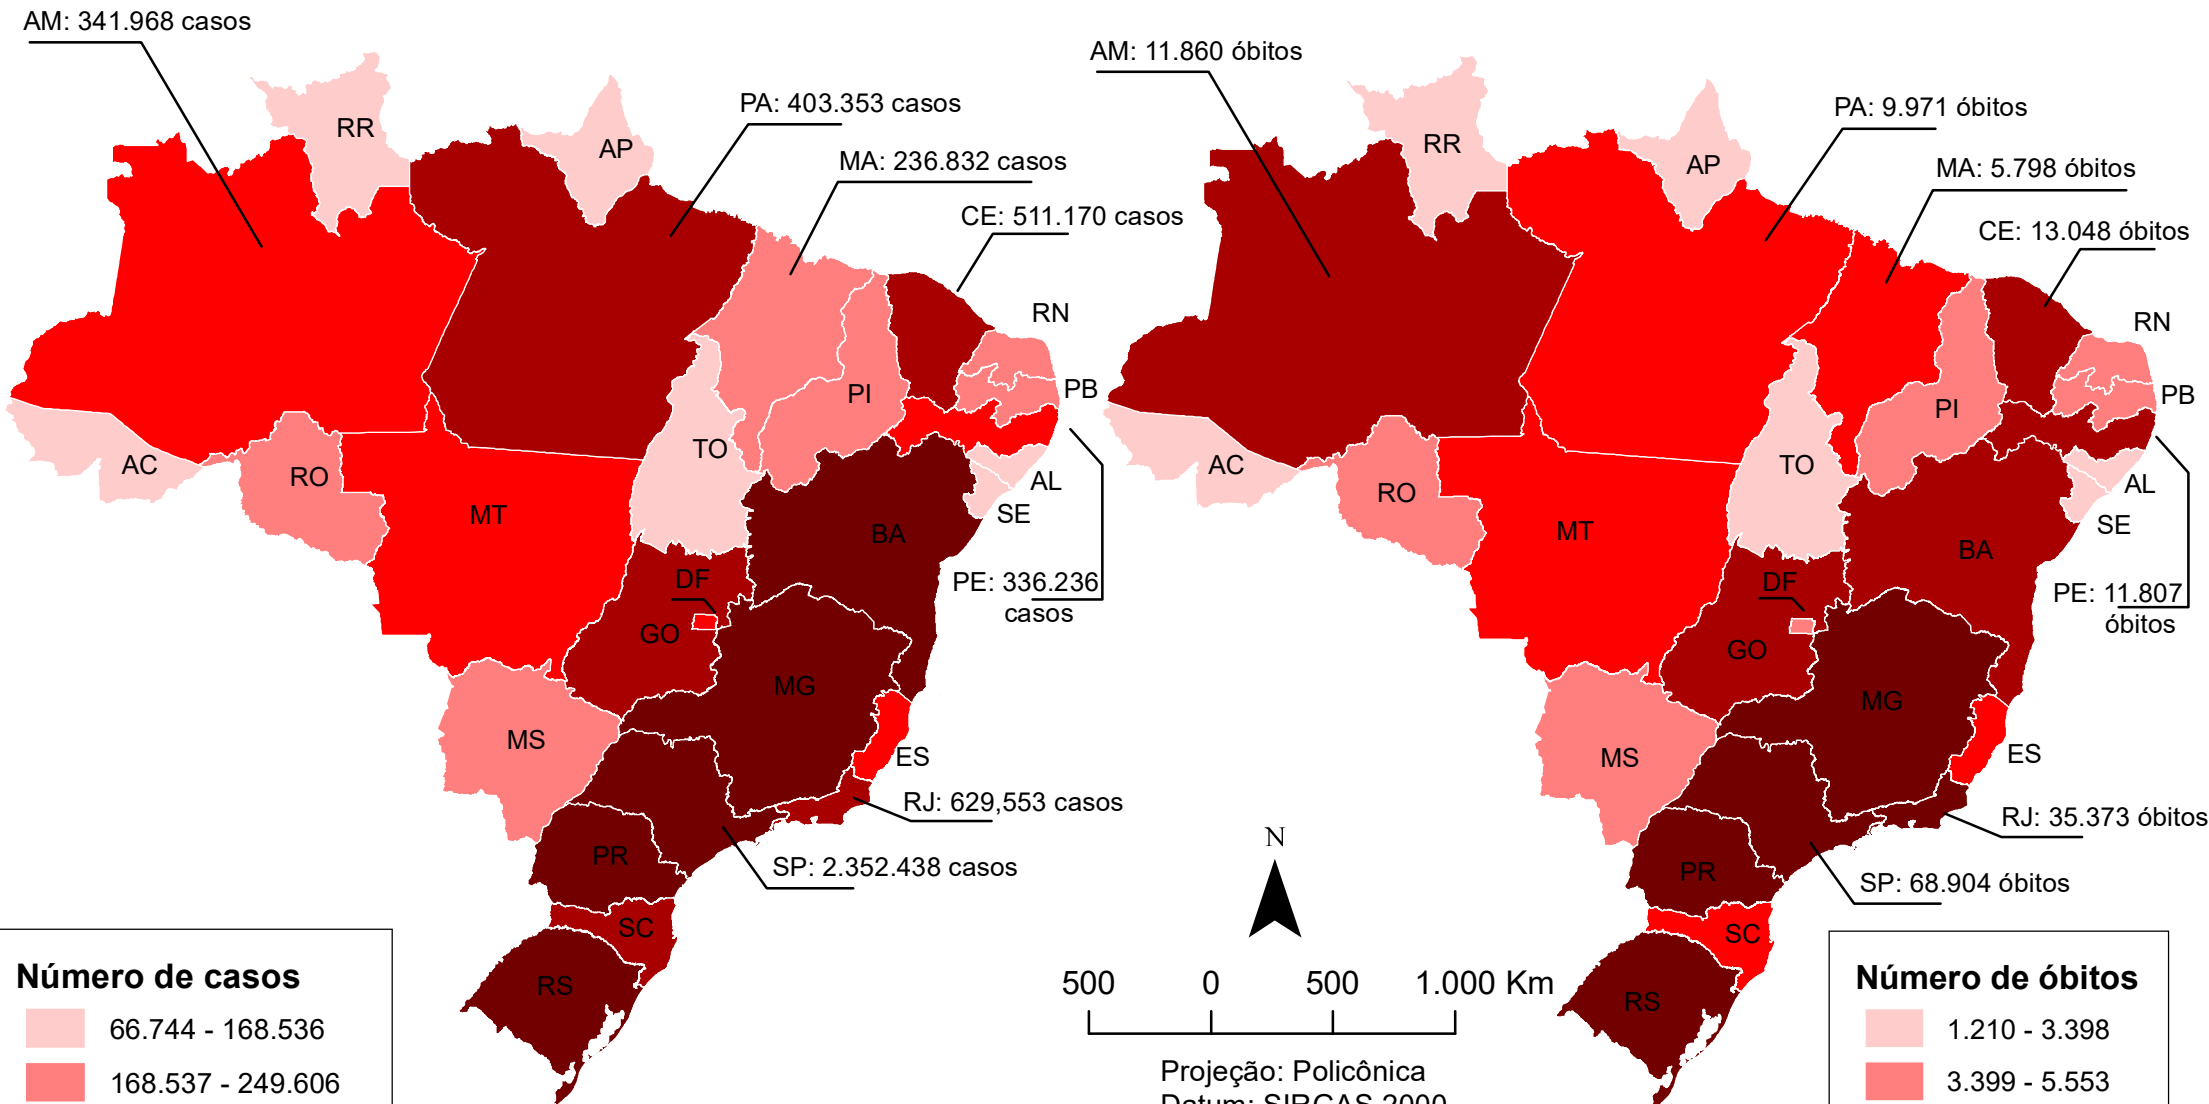 AM: 341.968 casos
RR
AP
PA: 403.353 casos
MA: 236.832 casos
CE: 511.170 casos
RN
PB
PI
TO
AC
RO
MT
AL
SE
BA
DF
PE: 336.236
casos
GO
MG
MS
ES
RJ: 629,553 casos
PR
SP: 2.352.438 casos
SC
RS
Número de casos
66.744 - 168.536
168.537 - 249.606
AM: 11.860 óbitos
RR
AP
PA: 9.971 óbitos
MA: 5.798 óbitos
CE: 13.048 óbitos
RN
PB
PI
TO
AC
RO
MT
AL
SE
BA
DF
PE: 11.807
óbitos
GO
MG
MS
ES
RJ: 35.373 óbitos
PR
SP: 68.904 óbitos
SC
RS
N
500 0 500 1.000 Km
Projeção: Policônica
Datum: SIRGAS 2000
Número de óbitos
1.210 - 3.398
3.399 - 5.553